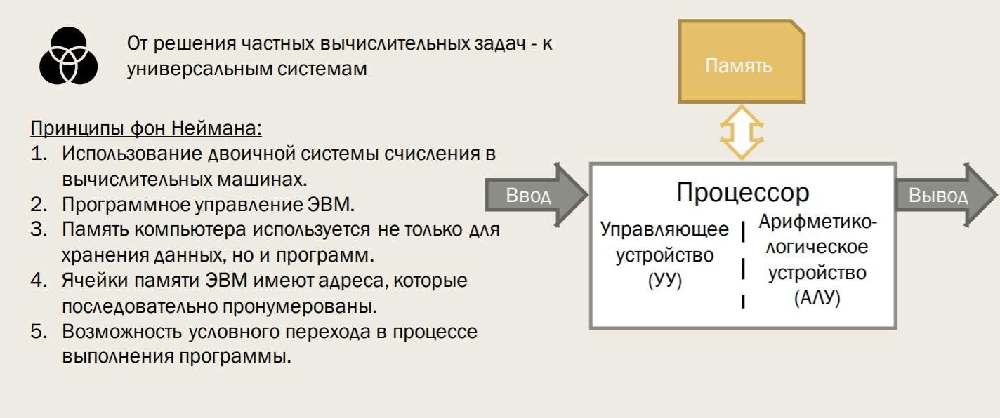 От решения частных вычислительных задач - к
универсальным системам
Принципы фон Неймана:
1. Использование двоичной системы счисления в
вычислительных машинах.
2. Программное управление ЭВМ.
3. Память компьютера используется не только для
хранения данных, но и программ.
4. Ячейки памяти ЭВМ имеют адреса, которые
последовательно пронумерованы.
5. Возможность условного перехода в процессе
выполнения программы.
Память
Ввод
Процессор
Управляющее
устройство
(УУ)
Арифметико-
логическое
устройство
(АЛУ)
Вывод